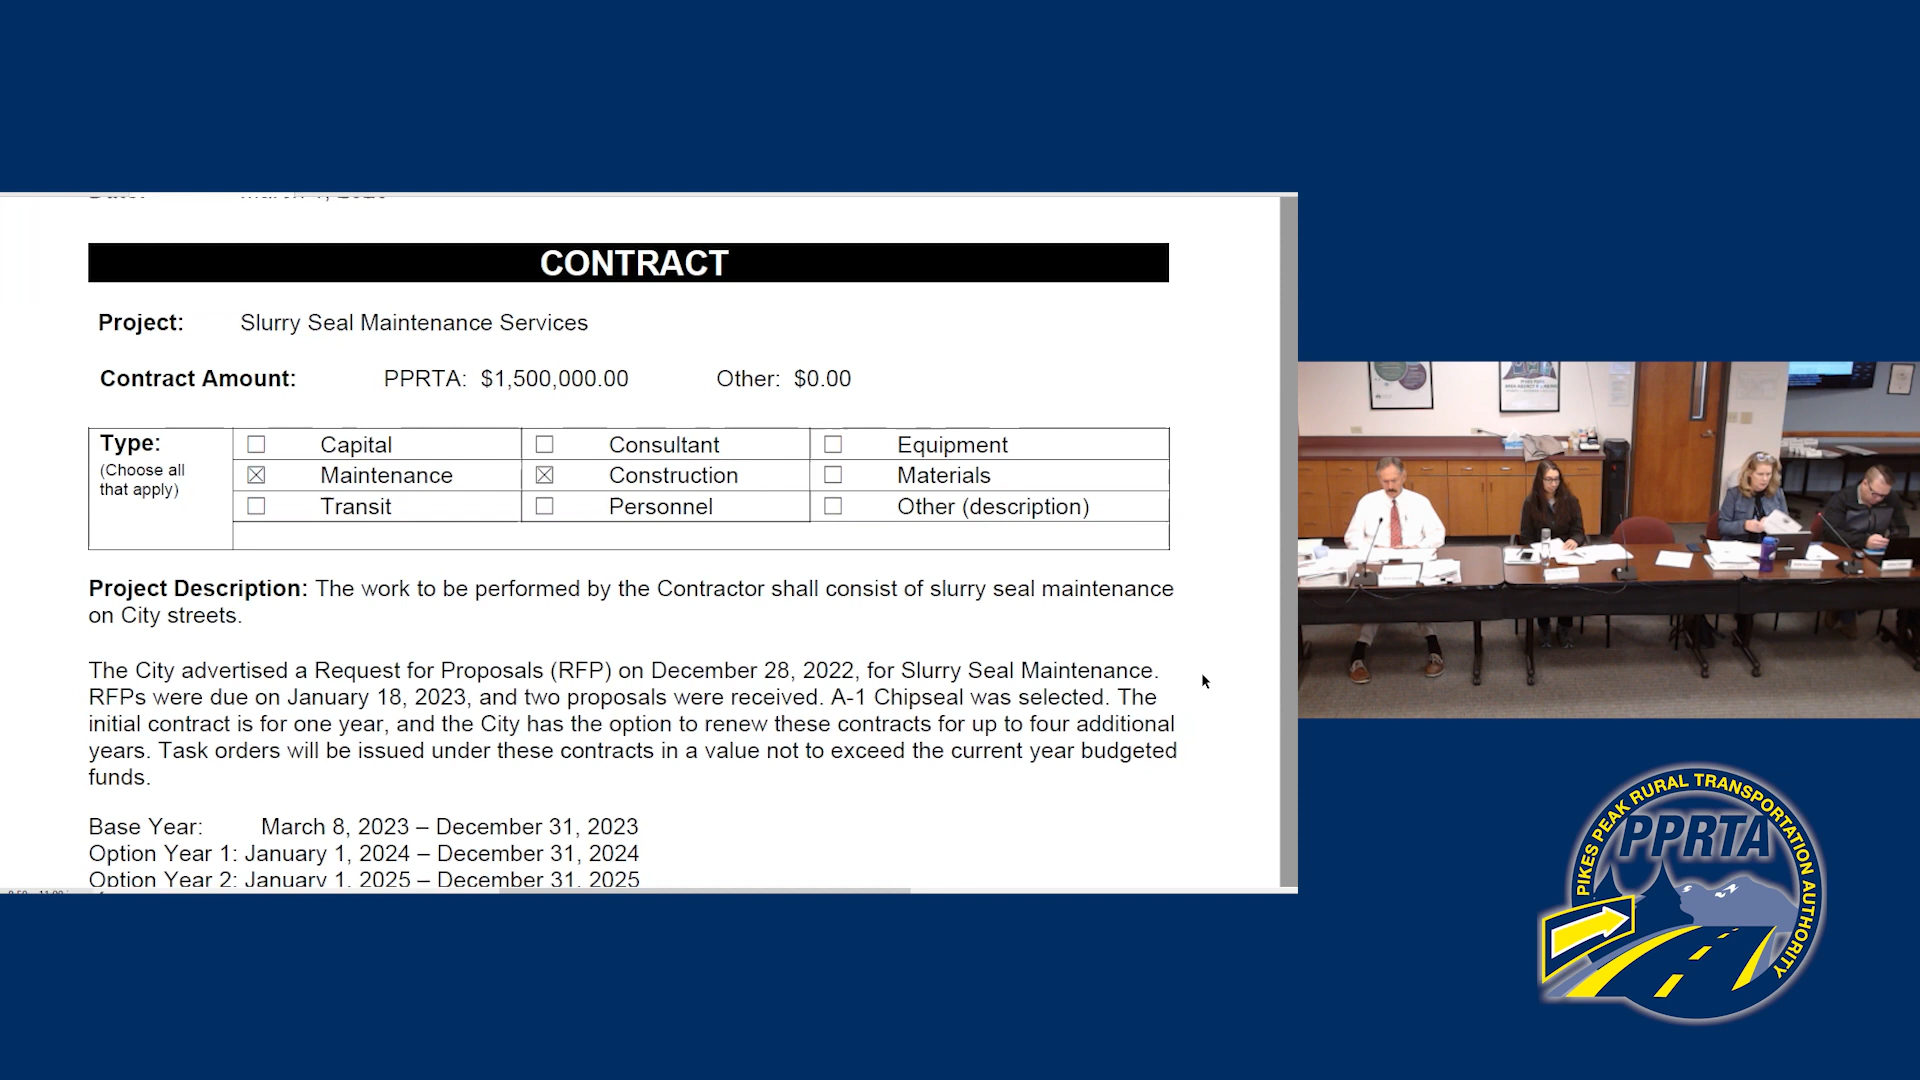 CONTRACT
Project: Slurry Seal Maintenance Services
Contract Amount: PPRTA: $1,500,000.00 Other: $0.00
Type: ☐ Capital ☐ Consultant ☐ Equipment
(Choose all that apply) ☒ Maintenance ☒ Construction ☐ Materials
☐ Transit ☐ Personnel ☐ Other (description)
Project Description: The work to be performed by the Contractor shall consist of slurry seal maintenance
on City streets.
The City advertised a Request for Proposals (RFP) on December 28, 2022, for Slurry Seal Maintenance.
RFPs were due on January 18, 2023, and two proposals were received. A-1 Chipseal was selected. The
initial contract is for one year, and the City has the option to renew these contracts for up to four additional
years. Task orders will be issued under these contracts in a value not to exceed the current year budgeted
funds.
Base Year: March 8, 2023 – December 31, 2023
Option Year 1: January 1, 2024 – December 31, 2024
Option Year 2: January 1, 2025 – December 31, 2025
PIKES PEAK RURAL TRANSPORTATION AUTHORITY
PPRTA